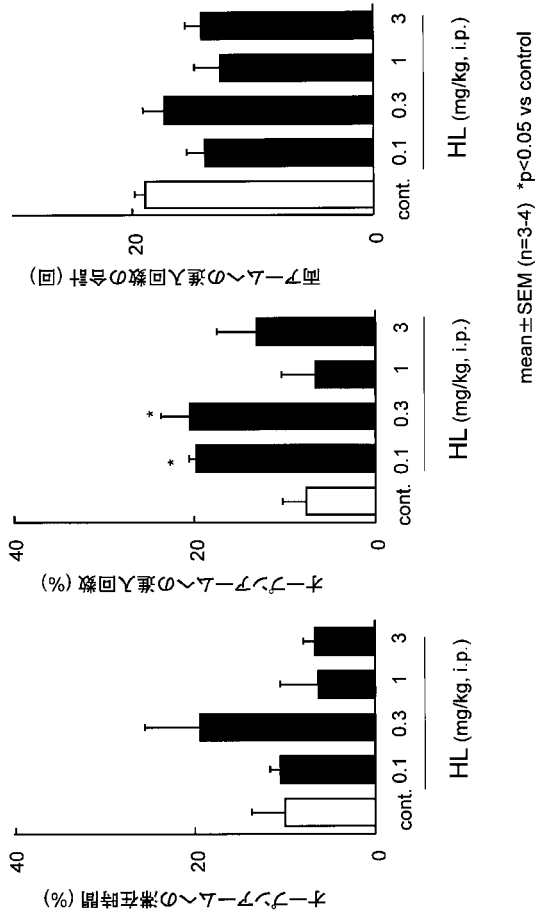 オープンアームへの滞在時間 (%)
40
20
0
cont.
0.1
0.3
1
3
HL (mg/kg, i.p.)
オープンアームへの進入回数 (%)
40
20
0
*
*
cont.
0.1
0.3
1
3
HL (mg/kg, i.p.)
両アームへの進入回数の合計 (回)
20
0
cont.
0.1
0.3
1
3
HL (mg/kg, i.p.)
mean±SEM (n=3-4) *p<0.05 vs control